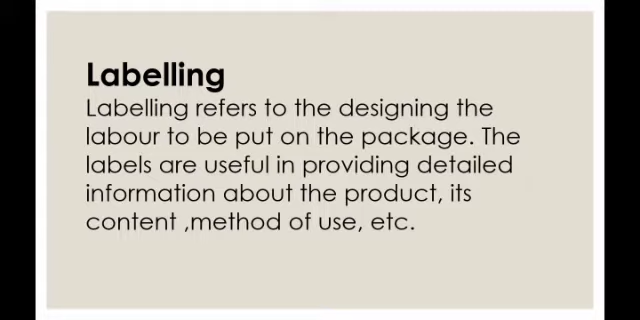 Labelling
Labelling refers to the designing the
labour to be put on the package. The
labels are useful in providing detailed
information about the product, its
content ,method of use, etc.